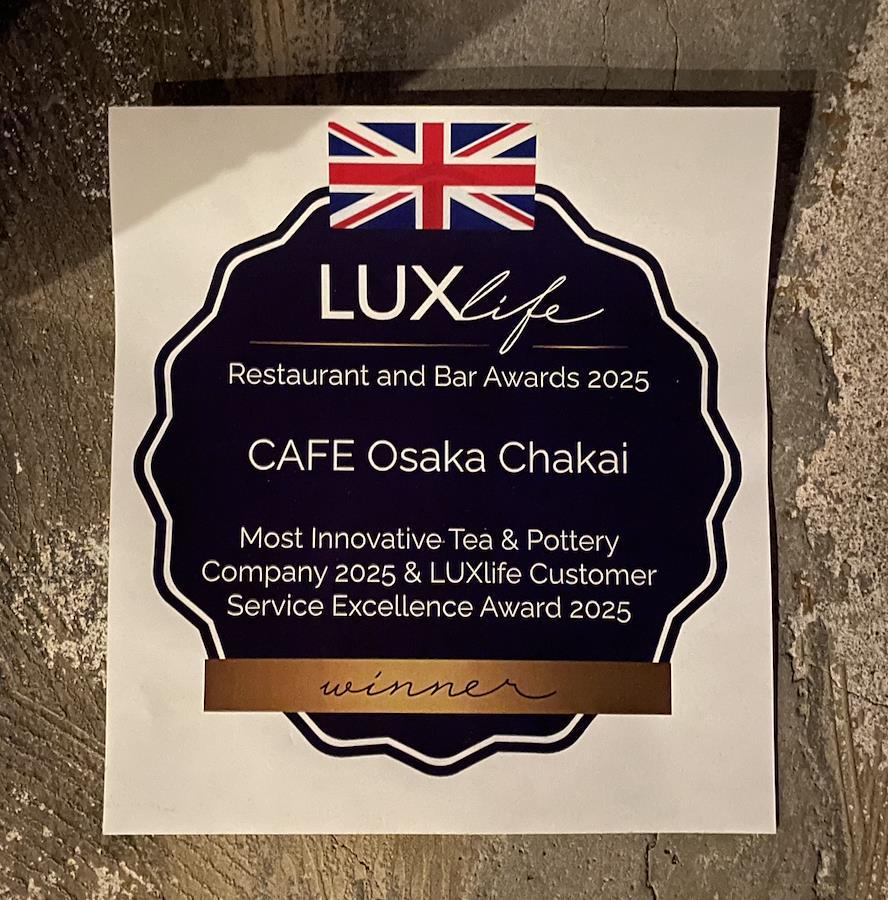 LUXlife
Restaurant and Bar Awards 2025
CAFE Osaka Chakai
Most Innovative Tea & Pottery
Company 2025 & LUXlife Customer
Service Excellence Award 2025
winner